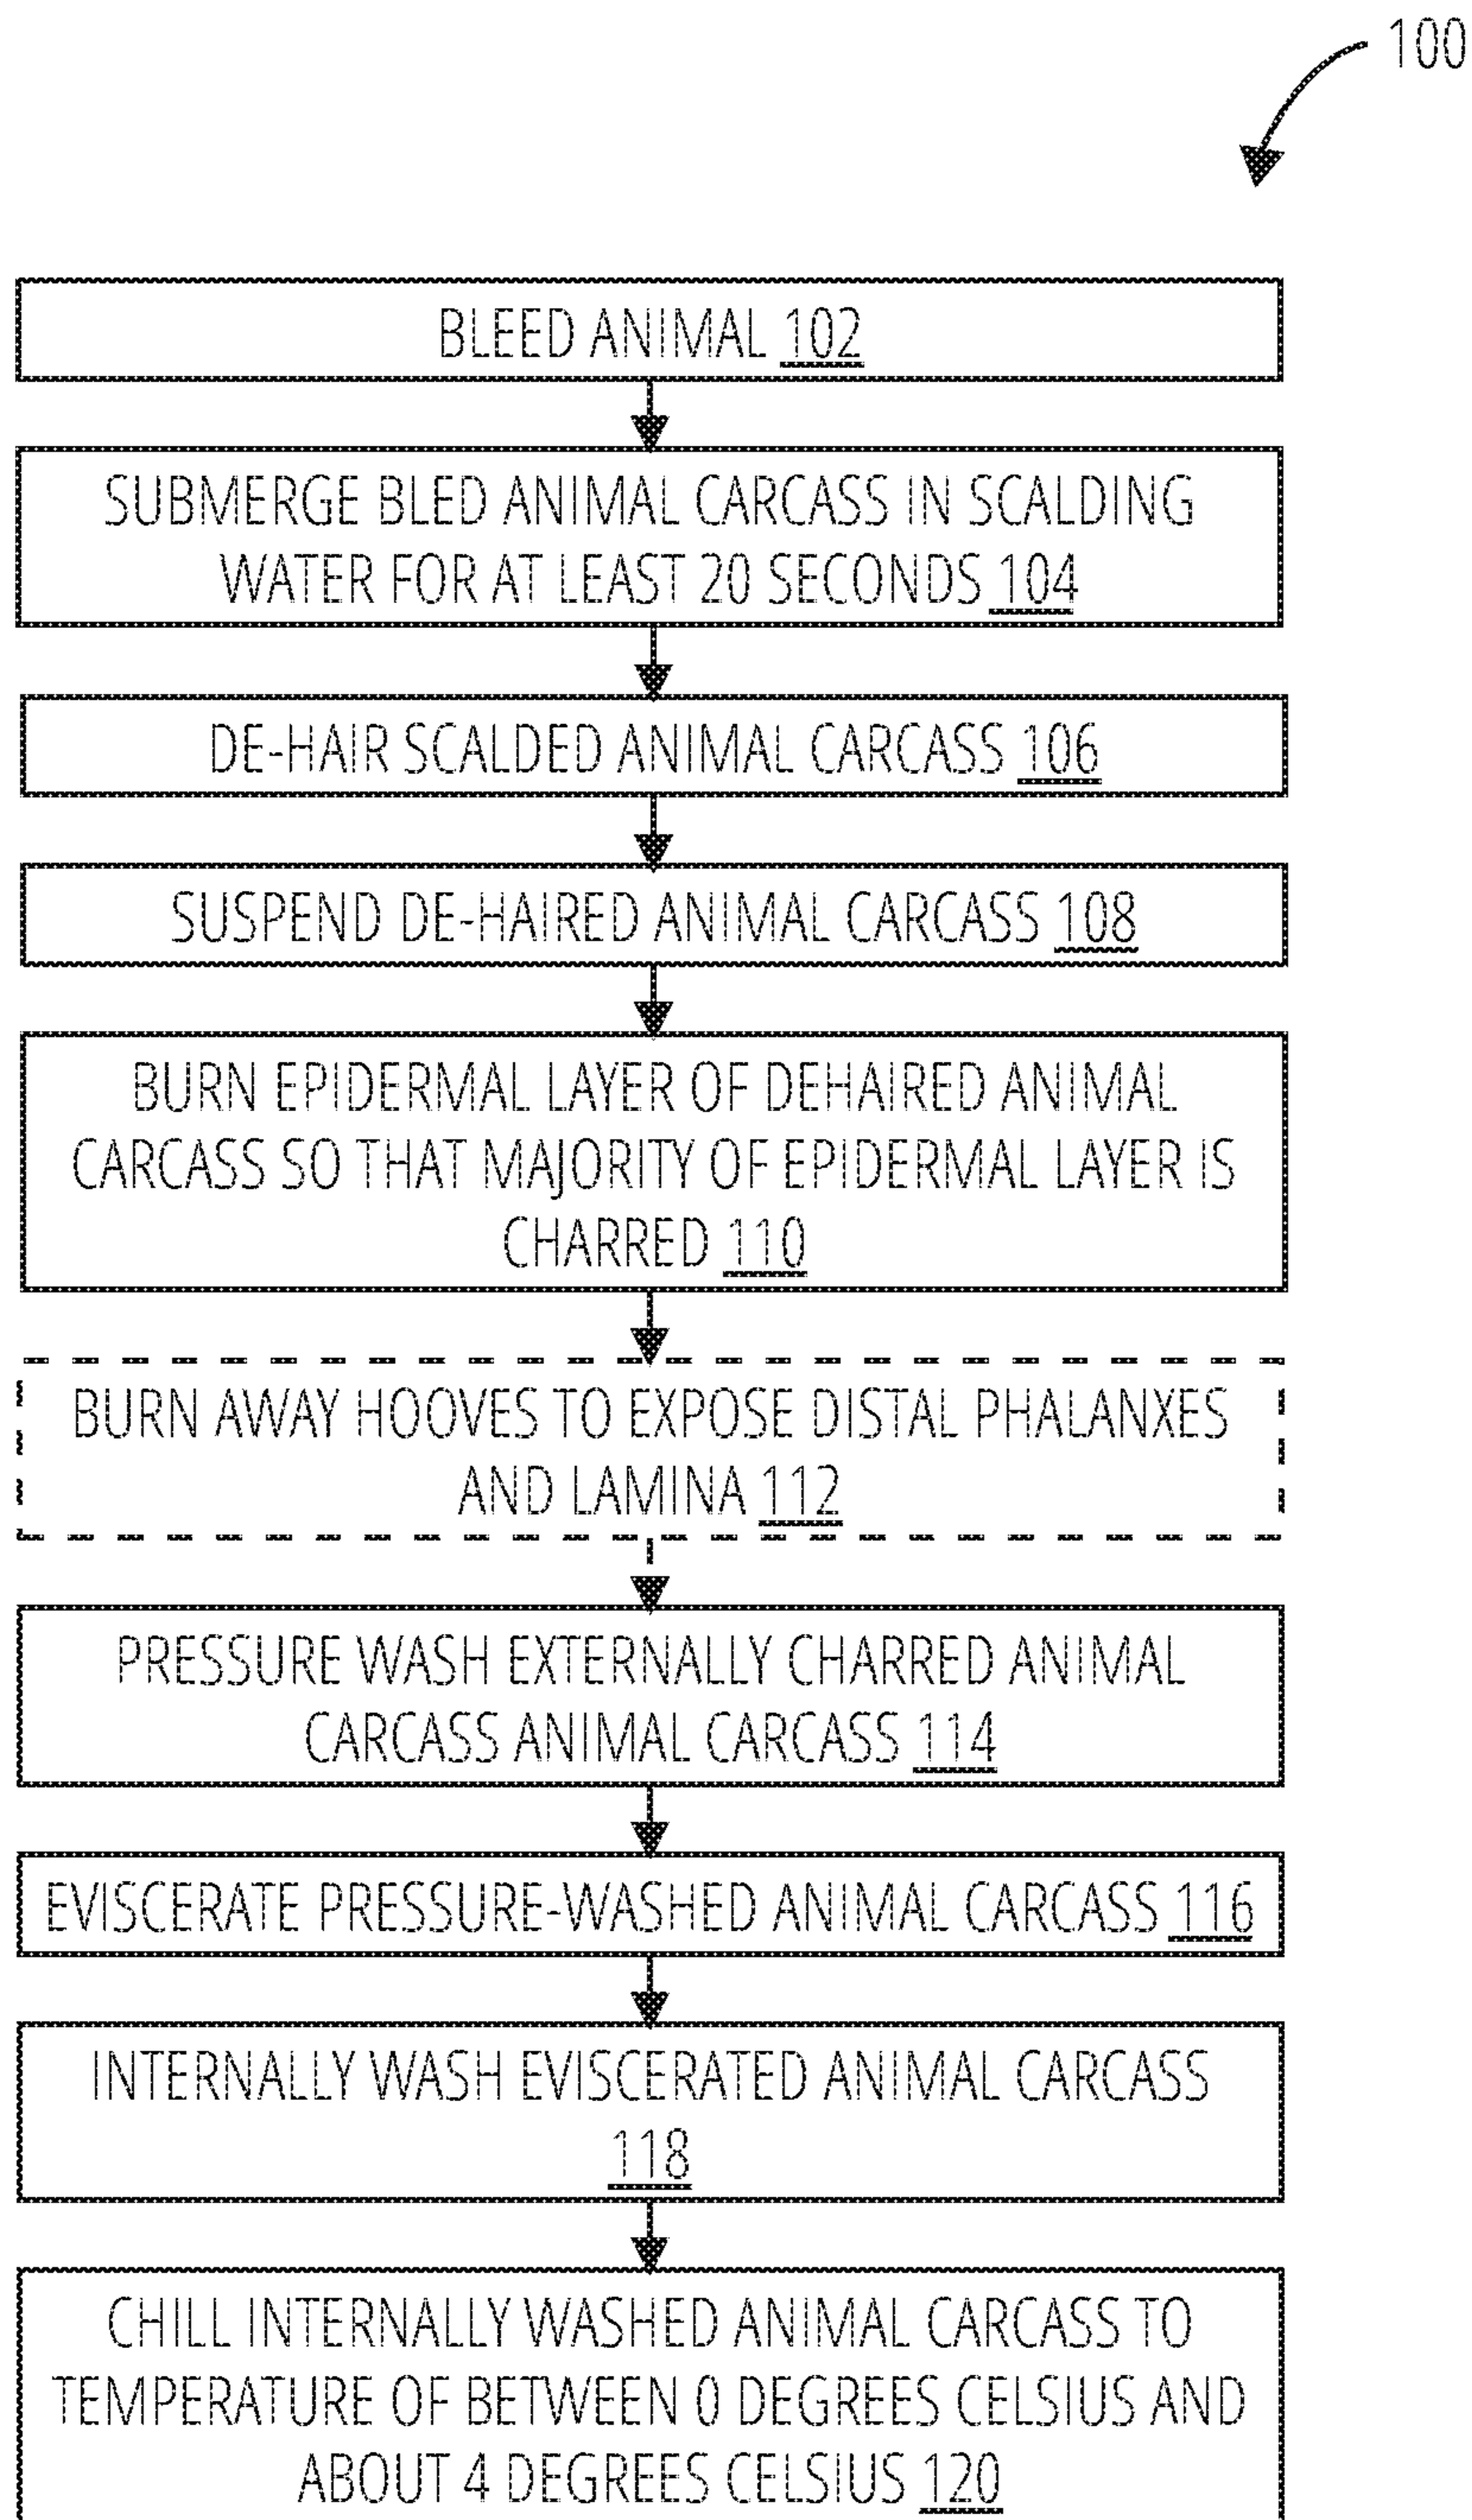 100
BLEED ANIMAL 102
SUBMERGE BLED ANIMAL CARCASS IN SCALDING
WATER FOR AT LEAST 20 SECONDS 104
DE-HAIR SCALDED ANIMAL CARCASS 106
SUSPEND DE-HAIRED ANIMAL CARCASS 108
BURN EPIDERMAL LAYER OF DEHAIRED ANIMAL
CARCASS SO THAT MAJORITY OF EPIDERMAL LAYER IS
CHARRED 110
BURN AWAY HOOVES TO EXPOSE DISTAL PHALANXES
AND LAMINA 112
PRESSURE WASH EXTERNALLY CHARRED ANIMAL
CARCASS ANIMAL CARCASS 114
EVISCERATE PRESSURE-WASHED ANIMAL CARCASS 116
INTERNALLY WASH EVISCERATED ANIMAL CARCASS
118
CHILL INTERNALLY WASHED ANIMAL CARCASS TO
TEMPERATURE OF BETWEEN 0 DEGREES CELSIUS AND
ABOUT 4 DEGREES CELSIUS 120